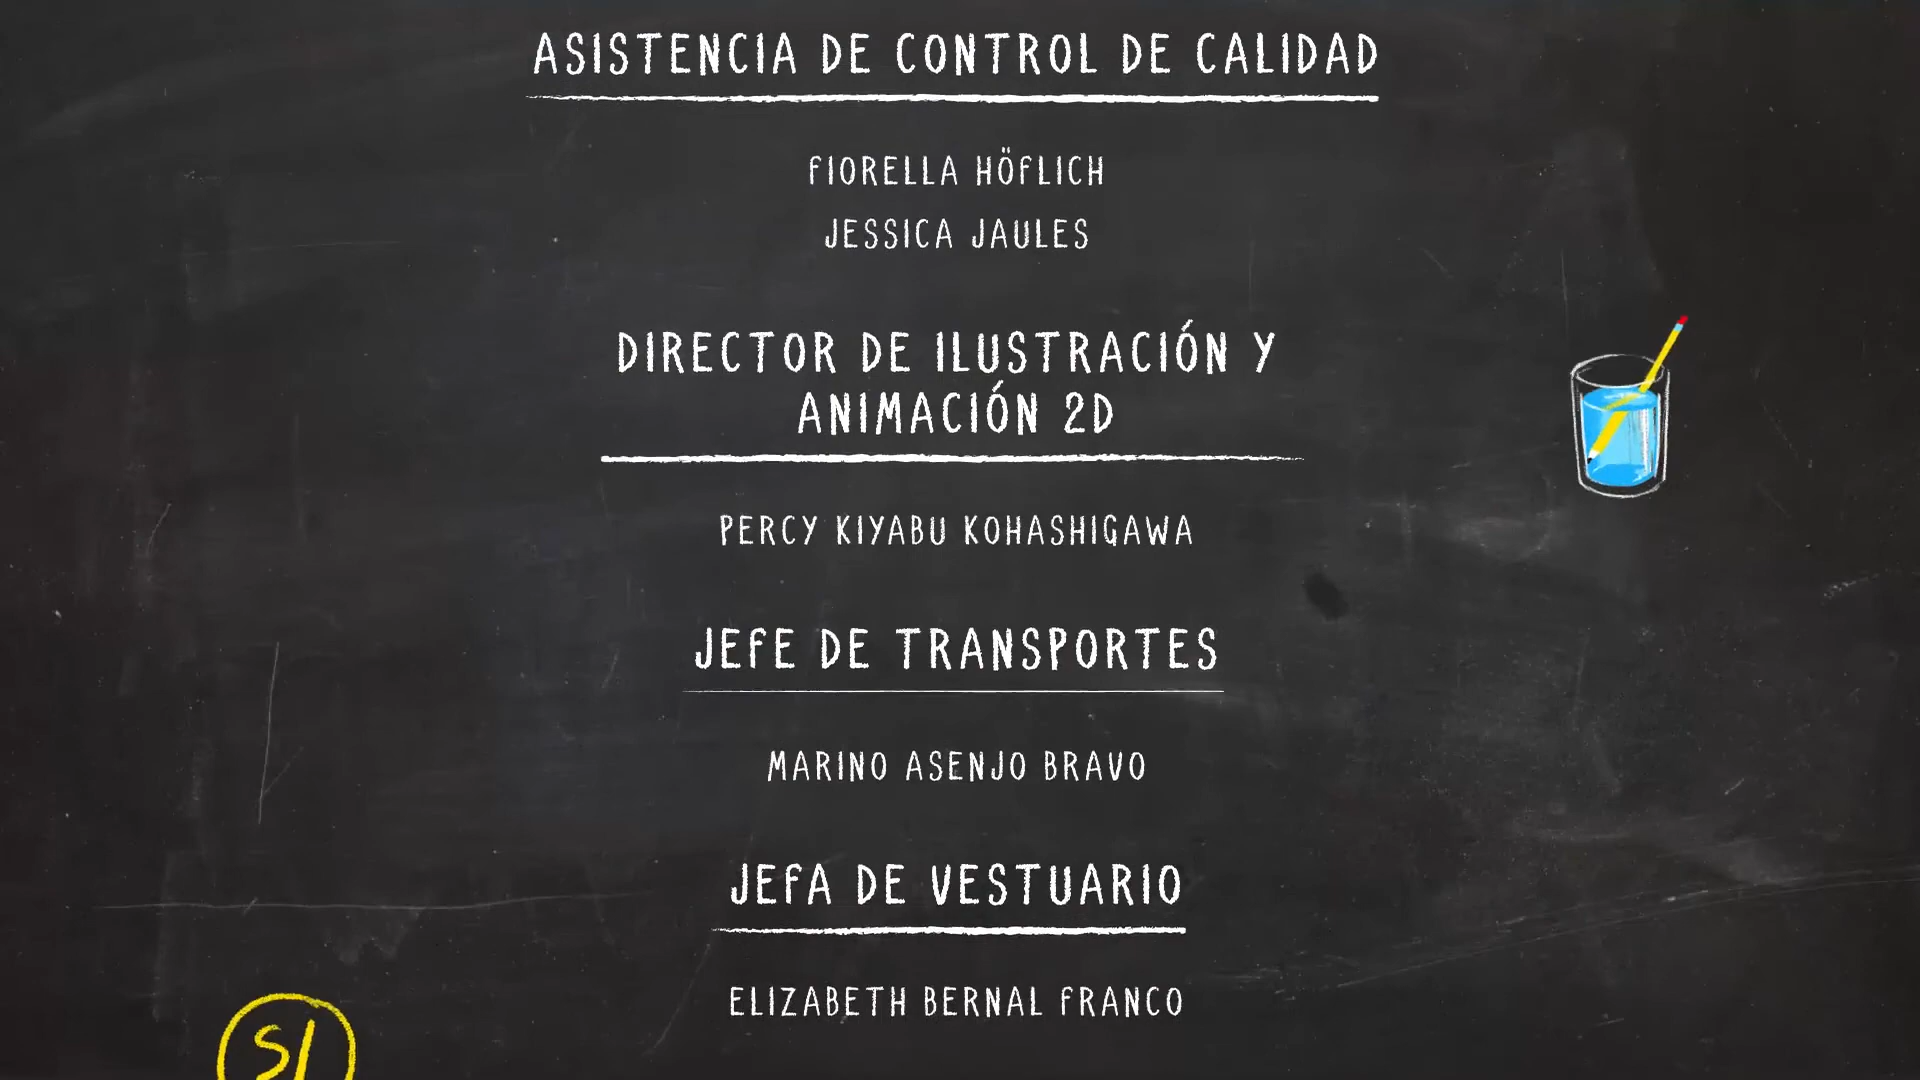 ASISTENCIA DE CONTROL DE CALIDAD
FIORELLA HÖFLICH
JESSICA JAULES
DIRECTOR DE ILUSTRACIÓN Y
ANIMACIÓN 2D
PERCY KIYABU KOHASHIGAWA
JEFE DE TRANSPORTES
MARINO ASENJO BRAVO
JEFA DE VESTUARIO
ELIZABETH BERNAL FRANCO